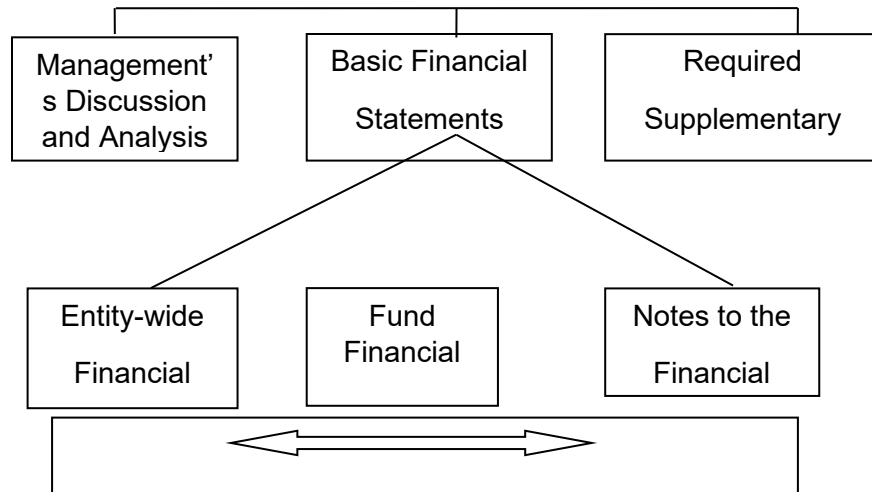 Management’
s Discussion
and Analysis
Basic Financial
Statements
Required
Supplementary
Entity-wide
Financial
Fund
Financial
Notes to the
Financial